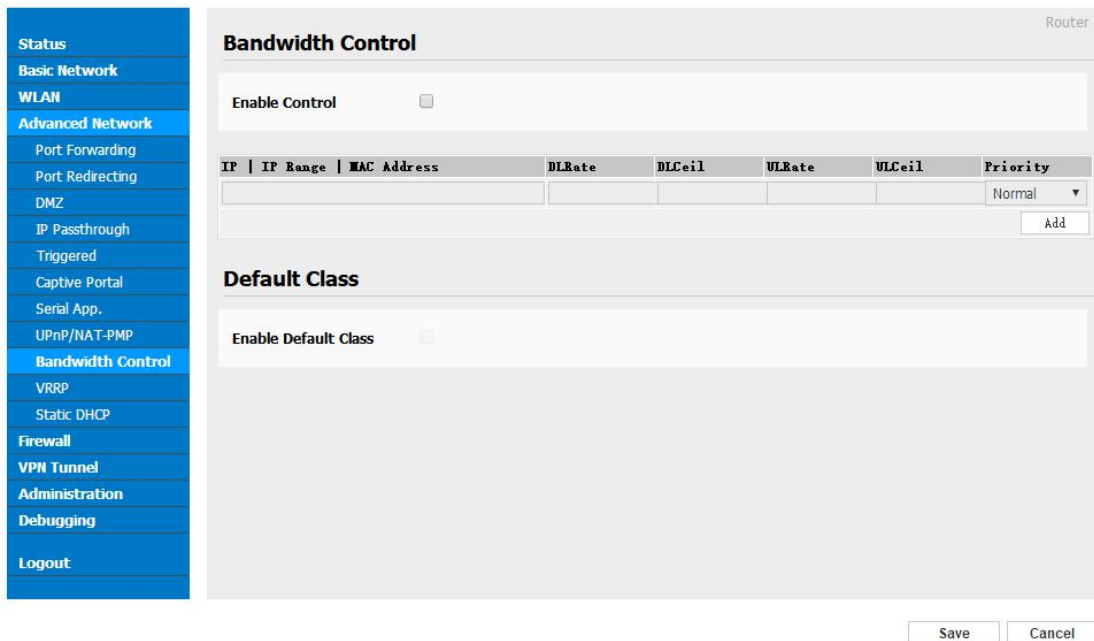 Router
Status
Basic Network
WLAN
Advanced Network
Port Forwarding
Port Redirecting
DMZ
IP Passthrough
Triggered
Captive Portal
Serial App.
UPnP/NAT-PMP
Bandwidth Control
VRRP
Static DHCP
Firewall
VPN Tunnel
Administration
Debugging
Logout
Bandwidth Control
Enable Control
IP | IP Range | MAC Address DLRate DLCeil ULRate ULCeil Priority
Normal
Add
Default Class
Enable Default Class
Save Cancel